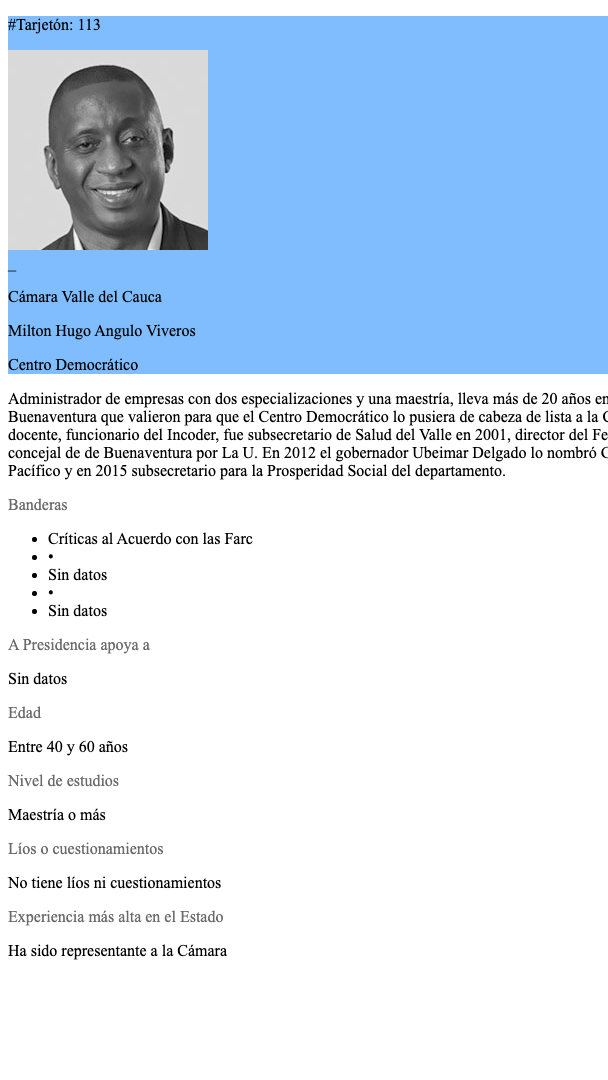 #Tarjetón: 113
_
Cámara Valle del Cauca
Milton Hugo Angulo Viveros
Centro Democrático
Administrador de empresas con dos especializaciones y una maestría, lleva más de 20 años en
Buenaventura que valieron para que el Centro Democrático lo pusiera de cabeza de lista a la
docente, funcionario del Incoder, fue subsecretario de Salud del Valle en 2001, director del Fe
concejal de de Buenaventura por La U. En 2012 el gobernador Ubeimar Delgado lo nombró
Pacífico y en 2015 subsecretario para la Prosperidad Social del departamento.
Banderas
• Críticas al Acuerdo con las Farc
• •
• Sin datos
• •
• Sin datos
A Presidencia apoya a
Sin datos
Edad
Entre 40 y 60 años
Nivel de estudios
Maestría o más
Líos o cuestionamientos
No tiene líos ni cuestionamientos
Experiencia más alta en el Estado
Ha sido representante a la Cámara